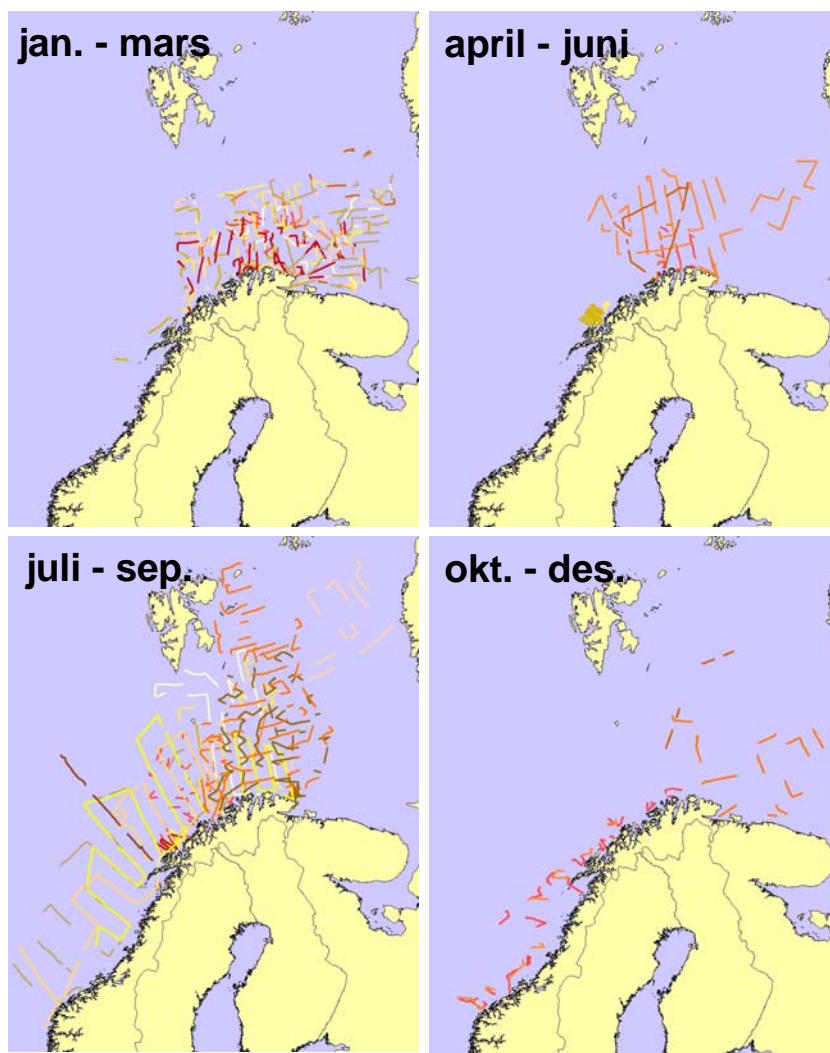 jan. - mars
april - juni
juli - sep.
okt. - des.